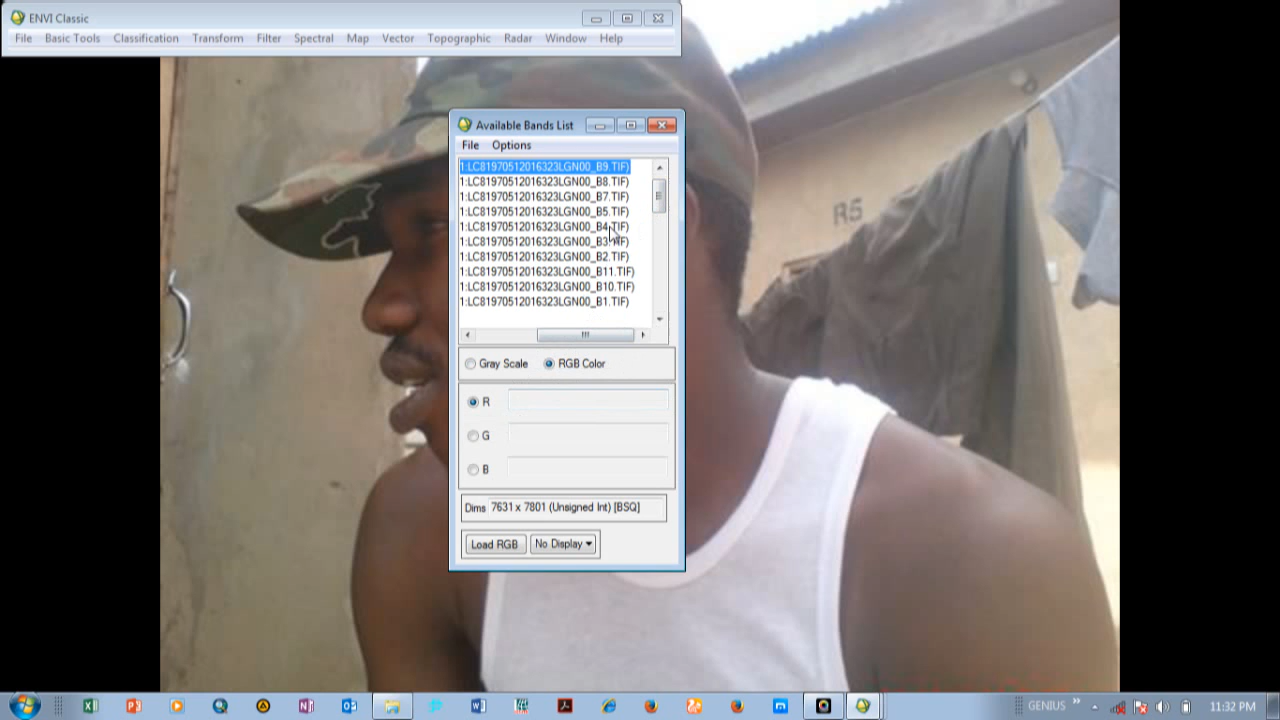 ENVI Classic
File Basic Tools Classification Transform Filter Spectral Map Vector Topographic Radar Window Help
Available Bands List
File Options
1:LC81970512016323LGN00_B9.TIF)
1:LC81970512016323LGN00_B8.TIF)
1:LC81970512016323LGN00_B7.TIF)
1:LC81970512016323LGN00_B5.TIF)
1:LC81970512016323LGN00_B4.TIF)
1:LC81970512016323LGN00_B3.TIF)
1:LC81970512016323LGN00_B2.TIF)
1:LC81970512016323LGN00_B11.TIF)
1:LC81970512016323LGN00_B10.TIF)
1:LC81970512016323LGN00_B1.TIF)
R5
Gray Scale RGB Color
R
G
B
Dims 7631 x 7801 (Unsigned Int) [BSQ]
Load RGB No Display
GENIUS 11:32 PM